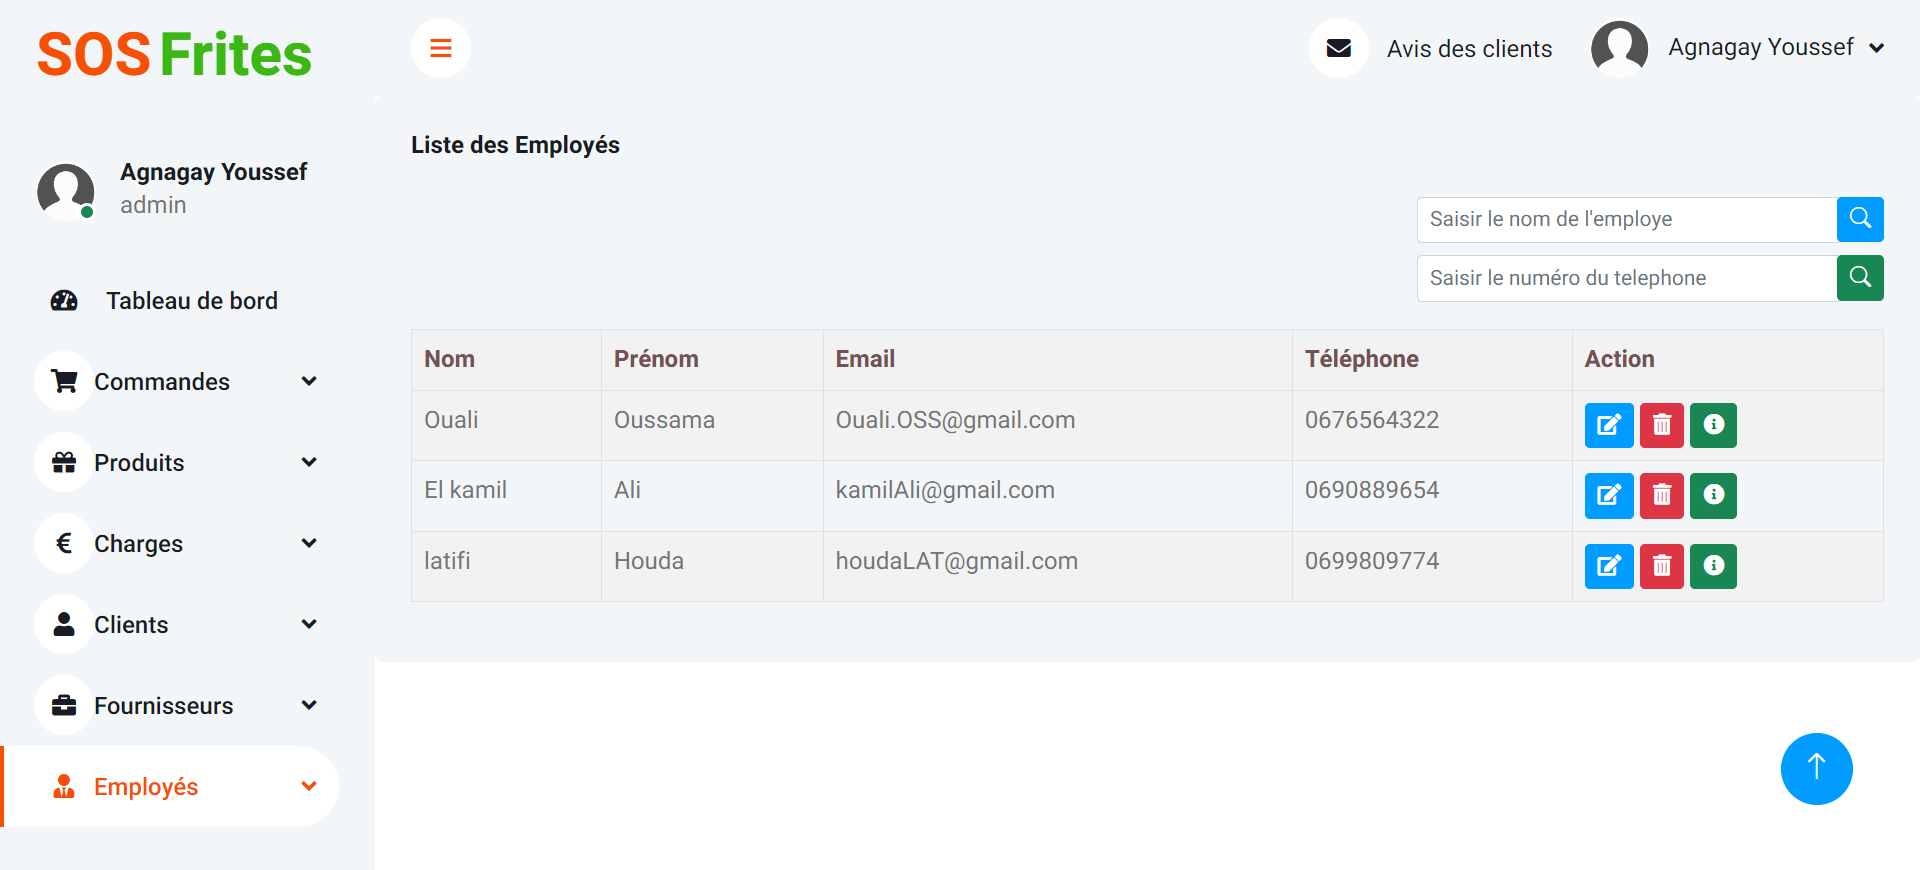 SOS Frites
Avis des clients
Agnagay Youssef
Agnagay Youssef
admin
Tableau de bord
Commandes
Produits
€ Charges
Clients
Fournisseurs
Employés
Liste des Employés
Saisir le nom de l'employe
Saisir le numéro du telephone
Nom Prénom Email Téléphone Action
Ouali Oussama Ouali.OSS@gmail.com 0676564322
El kamil Ali kamilAli@gmail.com 0690889654
latifi Houda houdaLAT@gmail.com 0699809774